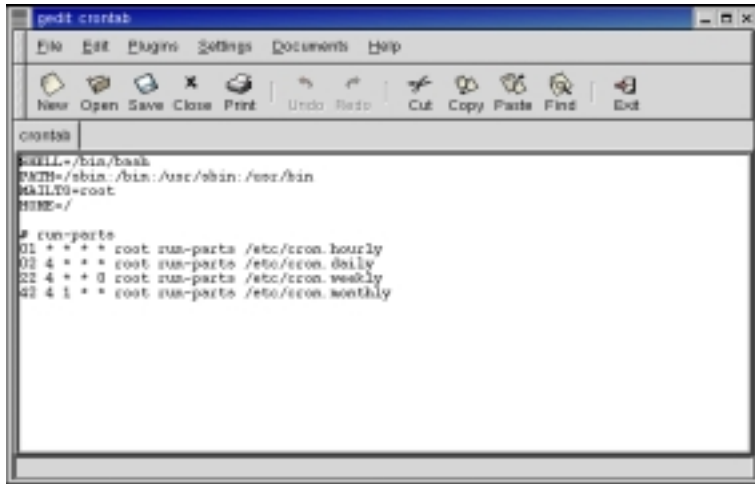 gedit crontab
File Edit Plugins Settings Documents Help
New Open Save Close Print Undo Redo Cut Copy Paste Find Exit
crontab
SHELL=/bin/bash
PATH=/sbin:/bin:/usr/sbin:/usr/bin
MAILTO=root
HOME=/
# run-parts
01 * * * * root run-parts /etc/cron.hourly
02 4 * * * root run-parts /etc/cron.daily
22 4 * * 0 root run-parts /etc/cron.weekly
42 4 1 * * root run-parts /etc/cron.monthly